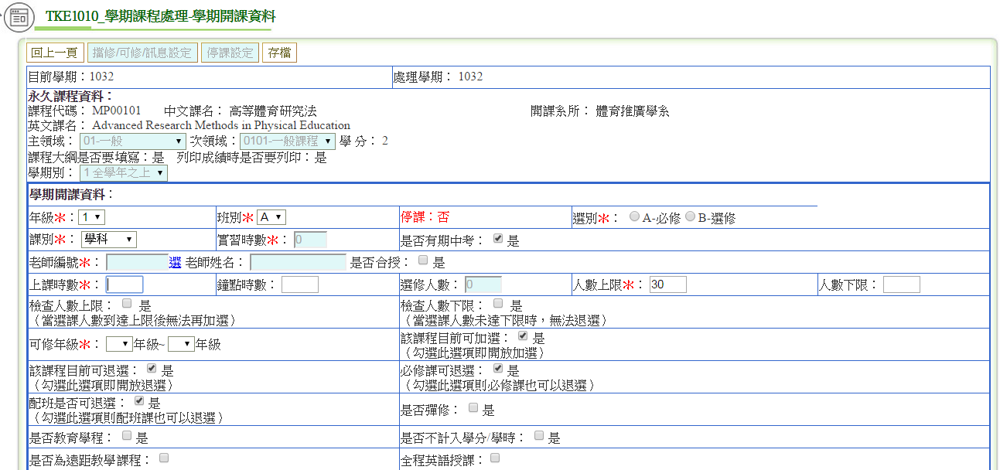 TKE1010_學期課程處理-學期開課資料
回上一頁 擋修/可修/訊息設定 停課設定 存檔
目前學期：1032 處理學期： 1032
永久課程資料：
課程代碼： MP00101 中文課名： 高等體育研究法 開課系所： 體育推廣學系
英文課名： Advanced Research Methods in Physical Education
主領域： 01-一般 次領域： 0101-一般課程 學 分： 2
課程大綱是否要填寫：是 列印成績時是否要列印：是
學期別： 1 全學年之上
學期開課資料：
年級＊： 1 班別＊ A 停課：否 選別＊： A-必修 B-選修
課別＊： 學科 實習時數＊： 0 是否有期中考： 是
老師編號＊： 選 老師姓名： 是否合授： 是
上課時數＊： 鐘點時數： 選修人數： 0 人數上限＊： 30 人數下限：
檢查人數上限： 是 檢查人數下限： 是
（當選課人數到達上限後無法再加選） （當選課人數未達下限時，無法退選）
可修年級＊： 年級~ 年級 該課程目前可加選： 是
（勾選此選項即開放加選）
該課程目前可退選： 是 必修課可退選： 是
（勾選此選項即開放退選） （勾選此選項則必修課也可以退選）
配班是否可退選： 是 是否彈修： 是
（勾選此選項則配班課也可以退選）
是否教育學程： 是 是否不計入學分/學時： 是
是否為遠距教學課程： 全程英語授課：